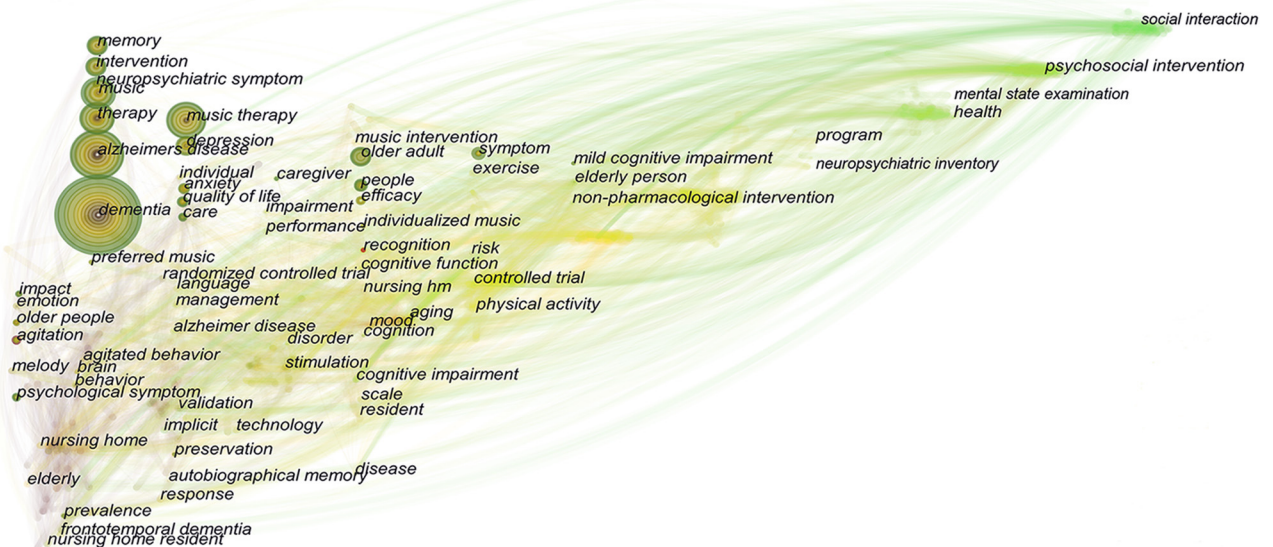 social interaction
memory
intervention
psychosocial intervention
neuropsychiatric symptom
music
mental state examination
therapy
music therapy
health
depression
music intervention
program
alzheimers disease
older adult
symptom
mild cognitive impairment
neuropsychiatric inventory
individual
caregiver
exercise
elderly person
anxiety
people
quality of life
efficacy
non-pharmacological intervention
dementia
care
impairment
performance
individualized music
recognition
risk
preferred music
cognitive function
randomized controlled trial
controlled trial
language
nursing hm
impact
emotion
management
physical activity
older people
aging
alzheimer disease
mood
agitation
disorder
cognition
agitated behavior
melody
brain
stimulation
behavior
cognitive impairment
psychological symptom
scale
validation
resident
implicit
technology
nursing home
preservation
disease
elderly
autobiographical memory
response
prevalence
frontotemporal dementia
nursing home resident